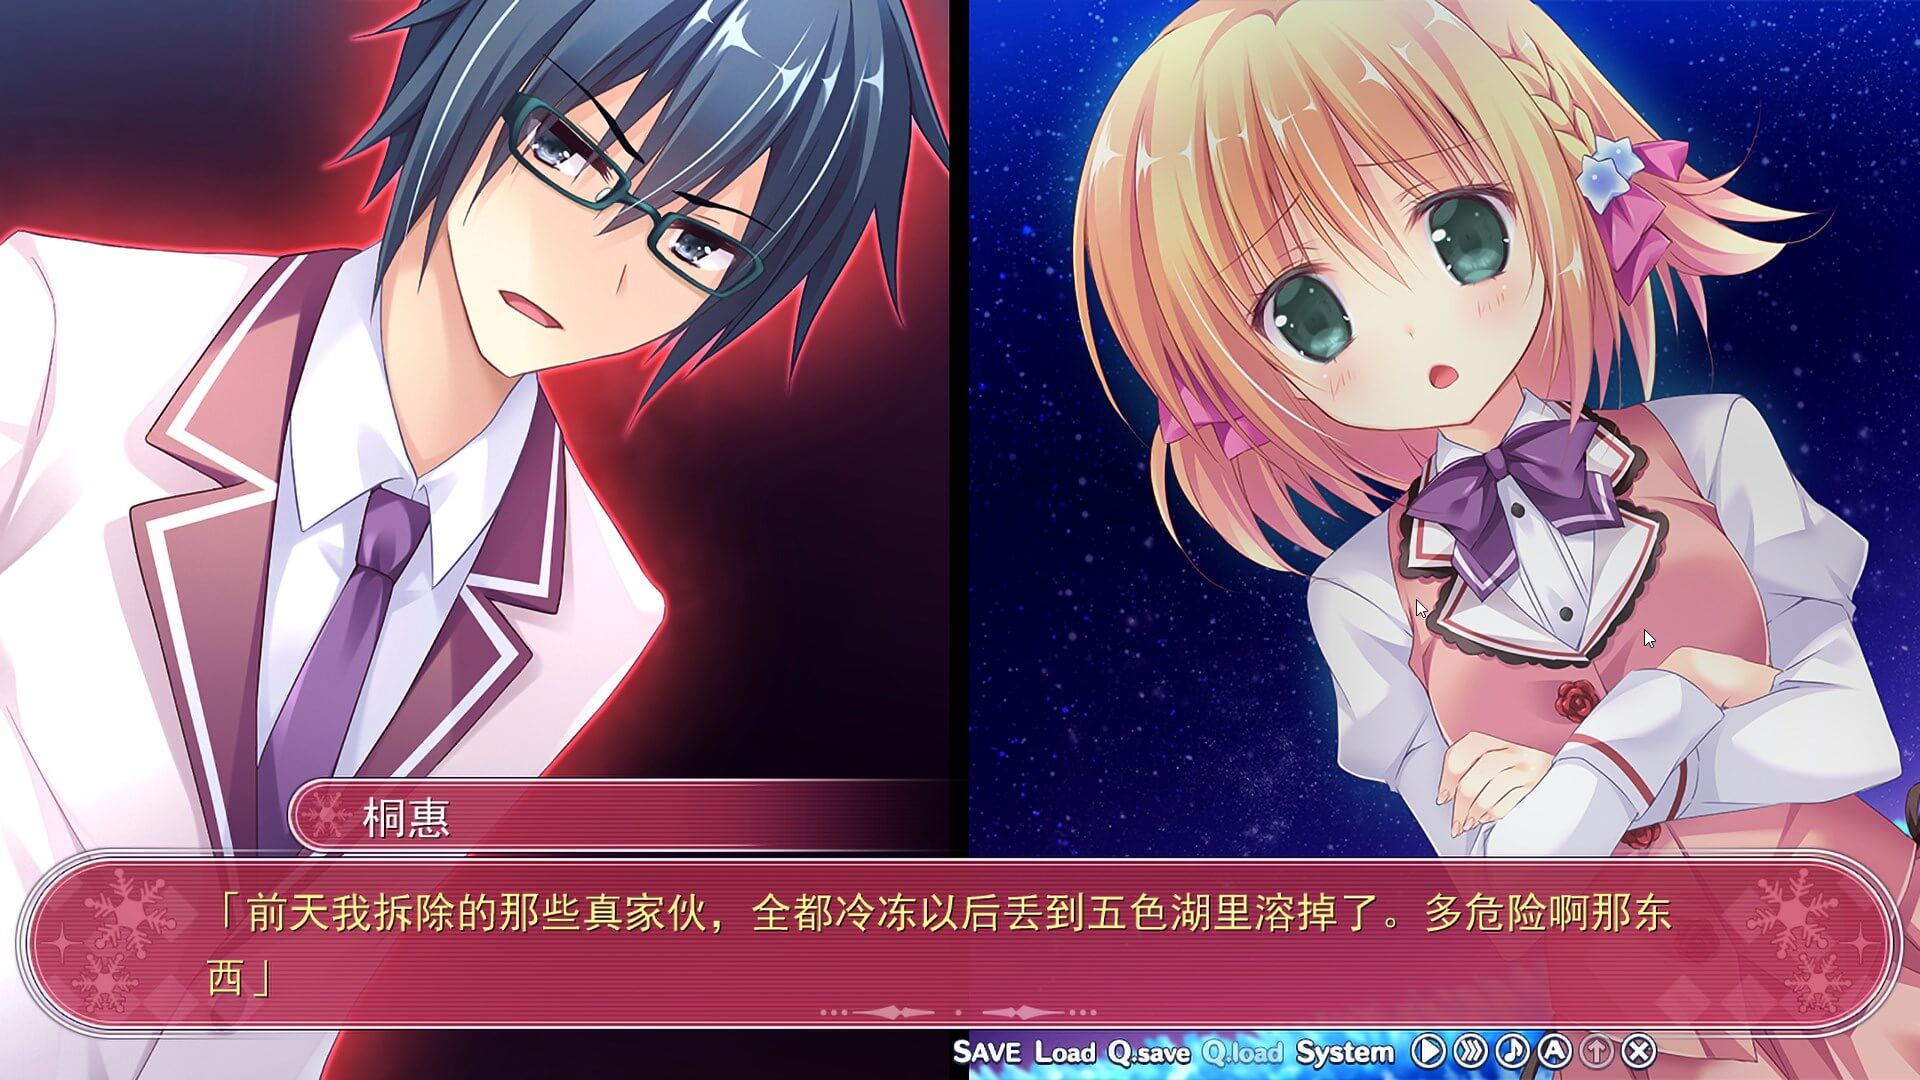 桐惠
「前天我拆除的那些真家伙，全都冷冻以后丢到五色湖里溶掉了。多危险啊那东
西」
SAVE Load Q.save Q.load System A